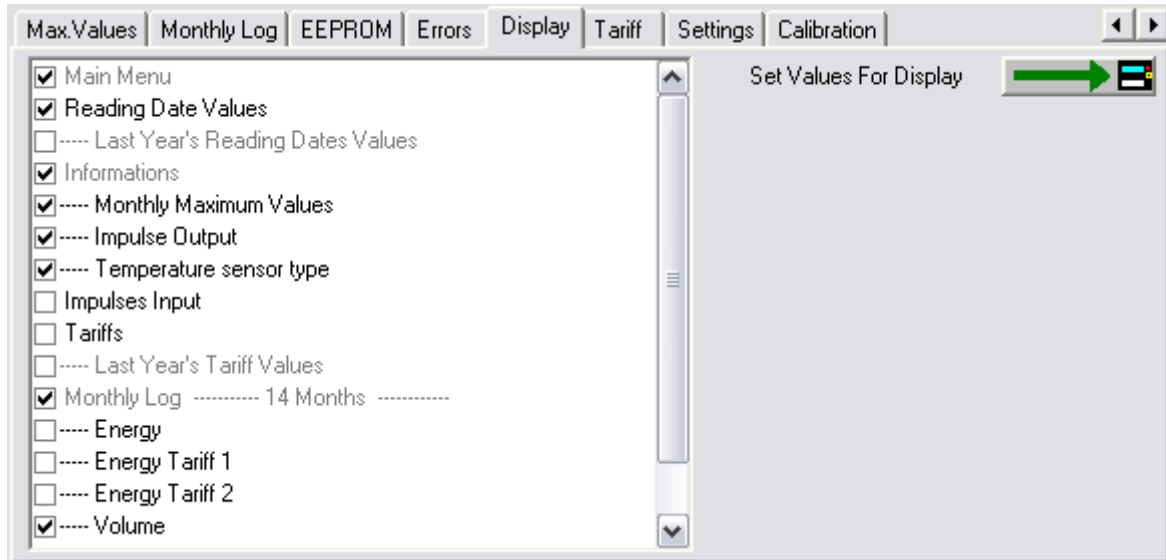 Max.Values Monthly Log EEPROM Errors Display Tariff Settings Calibration
Main Menu
Set Values For Display
Reading Date Values
----- Last Year's Reading Dates Values
Informations
----- Monthly Maximum Values
----- Impulse Output
----- Temperature sensor type
Impulses Input
Tariffs
----- Last Year's Tariff Values
Monthly Log ----------- 14 Months ------------
----- Energy
----- Energy Tariff 1
----- Energy Tariff 2
----- Volume